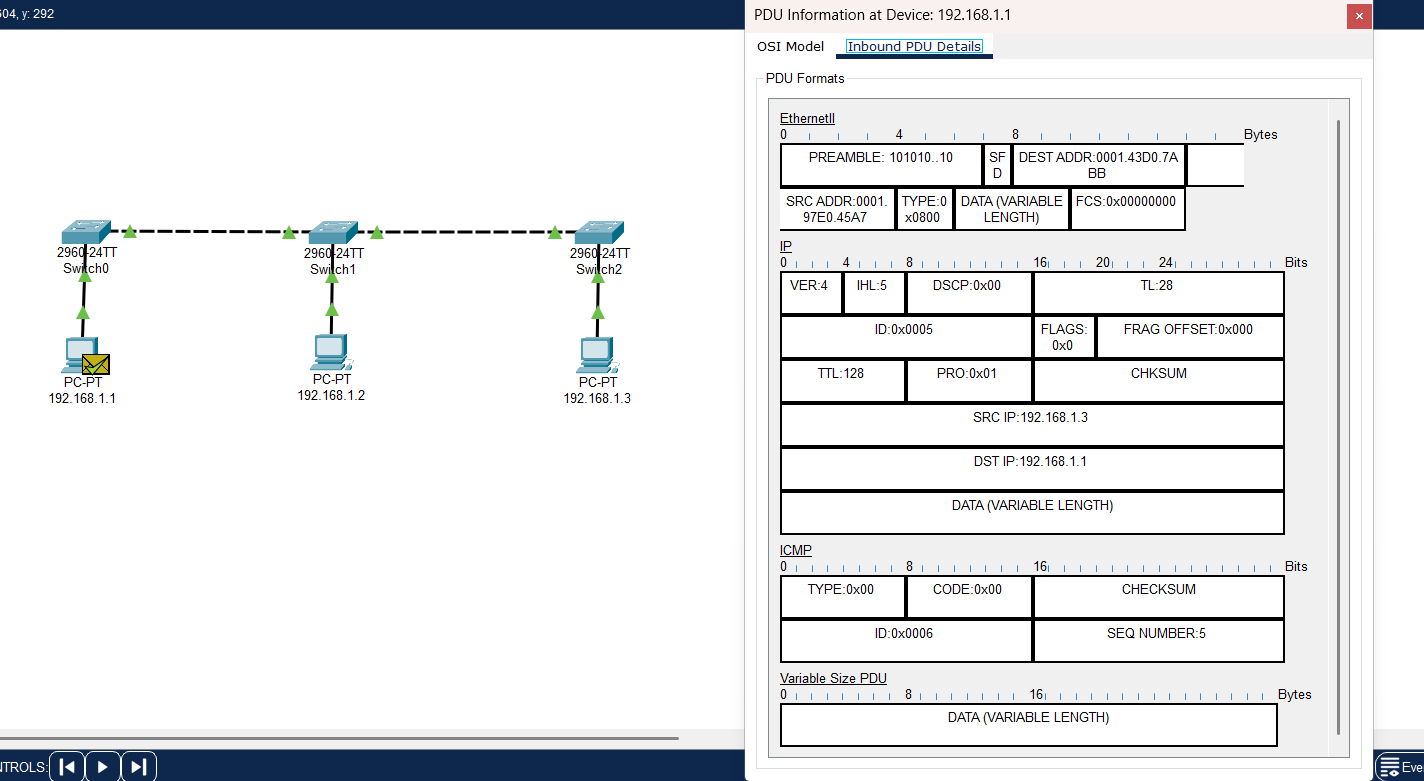 604, y: 292
PDU Information at Device: 192.168.1.1
OSI Model Inbound PDU Details
PDU Formats
EthernetII
0 4 8 Bytes
PREAMBLE: 101010..10 SF D DEST ADDR:0001.43D0.7A BB
SRC ADDR:0001. 97E0.45A7 TYPE:0 x0800 DATA (VARIABLE LENGTH) FCS:0x00000000
IP
0 4 8 16 20 24 Bits
VER:4 IHL:5 DSCP:0x00 TL:28
ID:0x0005 FLAGS: 0x0 FRAG OFFSET:0x000
TTL:128 PRO:0x01 CHKSUM
SRC IP:192.168.1.3
DST IP:192.168.1.1
DATA (VARIABLE LENGTH)
ICMP
0 8 16 Bits
TYPE:0x00 CODE:0x00 CHECKSUM
ID:0x0006 SEQ NUMBER:5
Variable Size PDU
0 8 16 Bytes
DATA (VARIABLE LENGTH)
2960-24TT
Switch0
2960-24TT
Switch1
2960-24TT
Switch2
PC-PT
192.168.1.1
PC-PT
192.168.1.2
PC-PT
192.168.1.3
NTROLS:
Eve